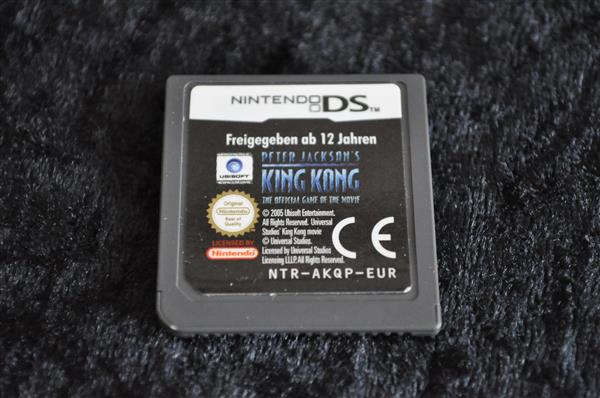 NINTENDO DS™
Freigegeben ab 12 Jahren
PETER JACKSON'S
KING KONG
THE OFFICIAL GAME OF THE MOVIE
UBISOFT
Original
Nintendo
Seal of
Quality
LICENSED BY
Nintendo
© 2005 Ubisoft Entertainment.
All Rights Reserved. Universal
Studios' King Kong movie
© Universal Studios.
Licensed by Universal Studios
Licensing LLLP. All Rights Reserved.
CE
NTR-AKQP-EUR